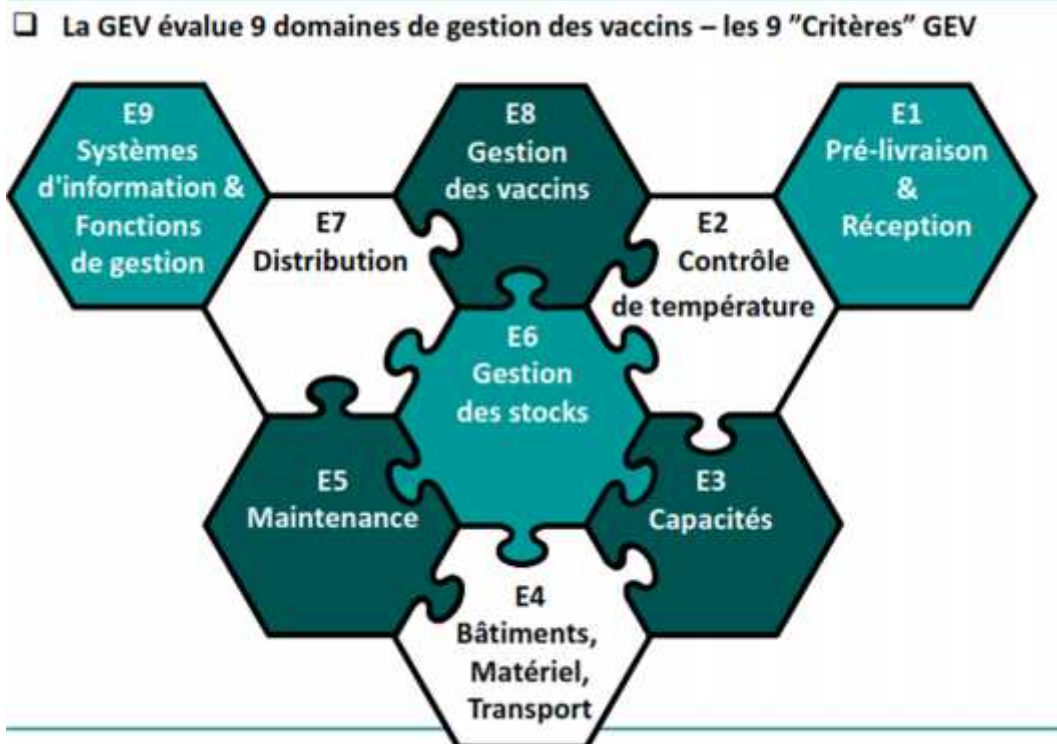 ❑ La GEV évalue 9 domaines de gestion des vaccins – les 9 ”Critères” GEV
E9
Systèmes
d'information &
Fonctions
de gestion
E8
Gestion
des vaccins
E1
Pré-livraison
&
Réception
E7
Distribution
E2
Contrôle
de température
E6
Gestion
des stocks
E5
Maintenance
E3
Capacités
E4
Bâtiments,
Matériel,
Transport